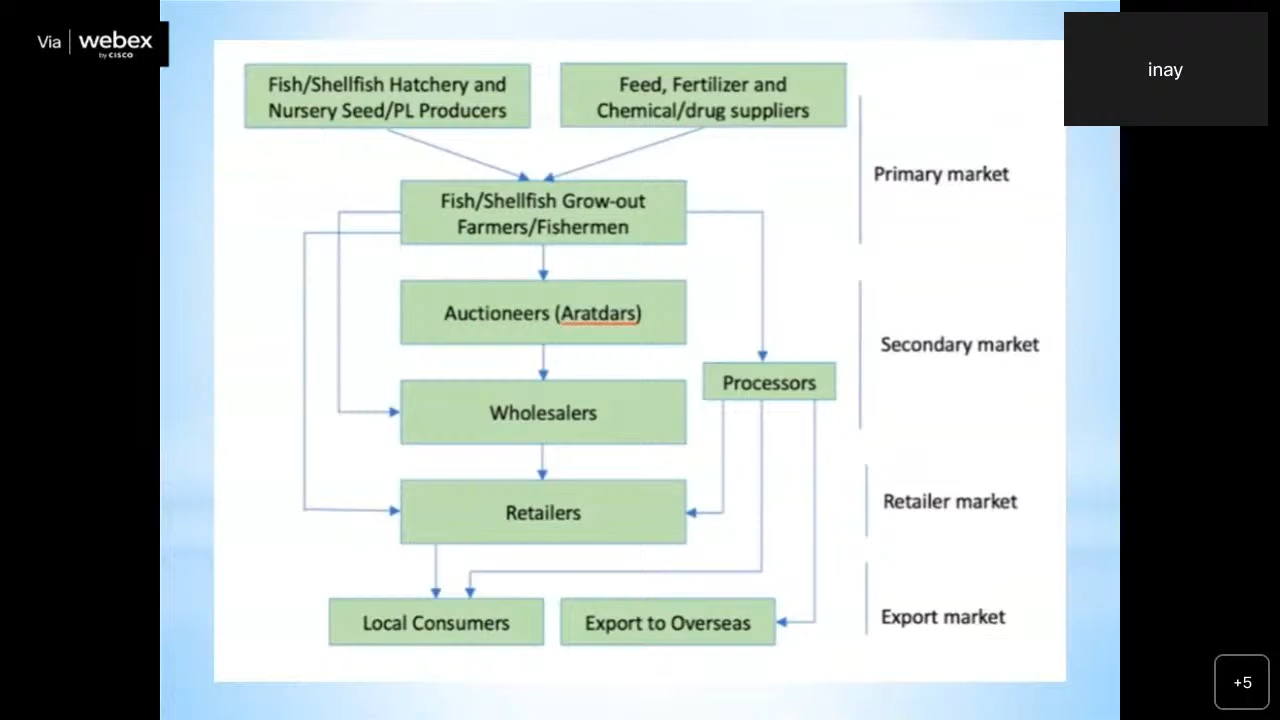 Via webex
by CISCO
inay
Fish/Shellfish Hatchery and
Nursery Seed/PL Producers
Feed, Fertilizer and
Chemical/drug suppliers
Primary market
Fish/Shellfish Grow-out
Farmers/Fishermen
Auctioneers (Aratdars)
Secondary market
Processors
Wholesalers
Retailer market
Retailers
Export market
Local Consumers
Export to Overseas
+5